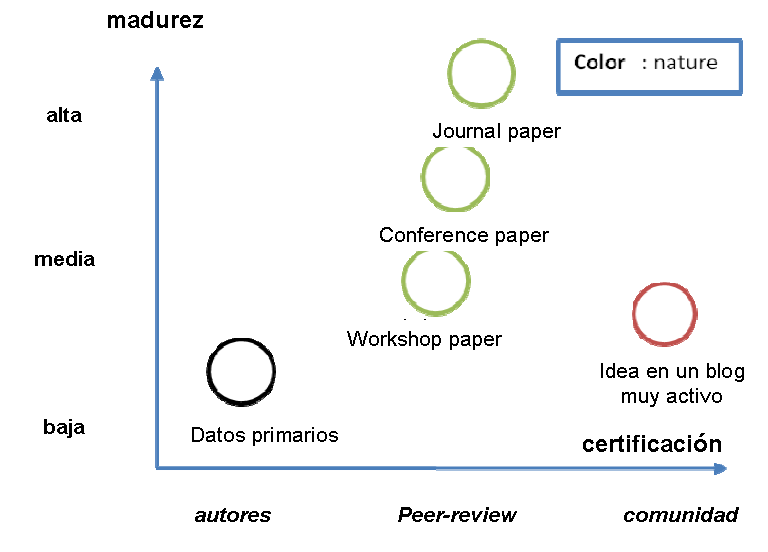 madurez
Color : nature
alta
Journal paper
Conference paper
media
Workshop paper
Idea en un blog
muy activo
baja
Datos primarios
certificación
autores
Peer-review
comunidad